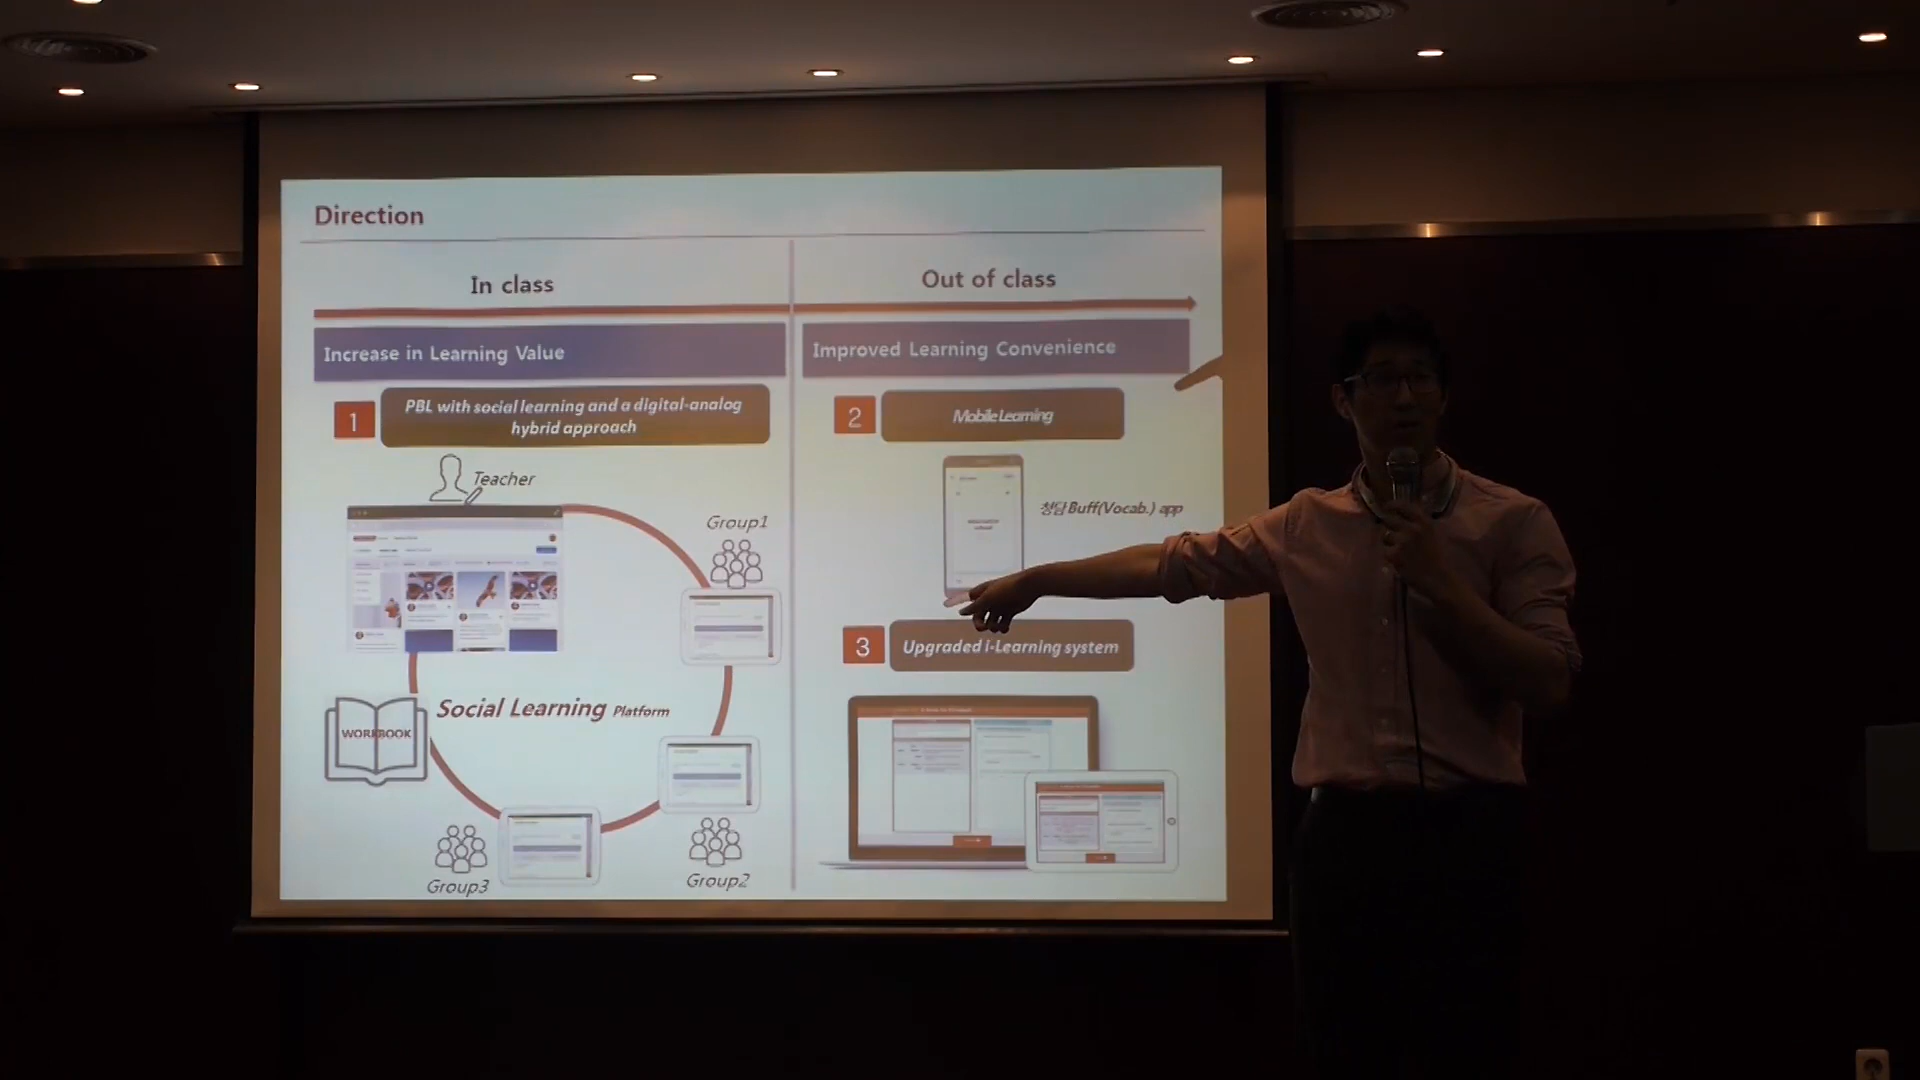 Direction
In class
Out of class
Increase in Learning Value
Improved Learning Convenience
1
PBL with social learning and a digital-analog
hybrid approach
2
Mobile Learning
Teacher
Group1
청담 Buff(Vocab.) app
3
Upgraded i-Learning system
Social Learning Platform
WORKBOOK
Group3
Group2